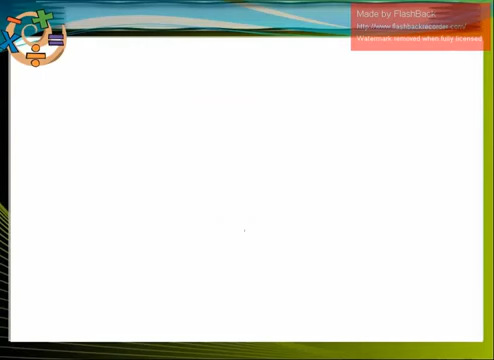 Made by FlashBack
http://www.flashbackrecorder.com/
Watermark removed when fully licensed